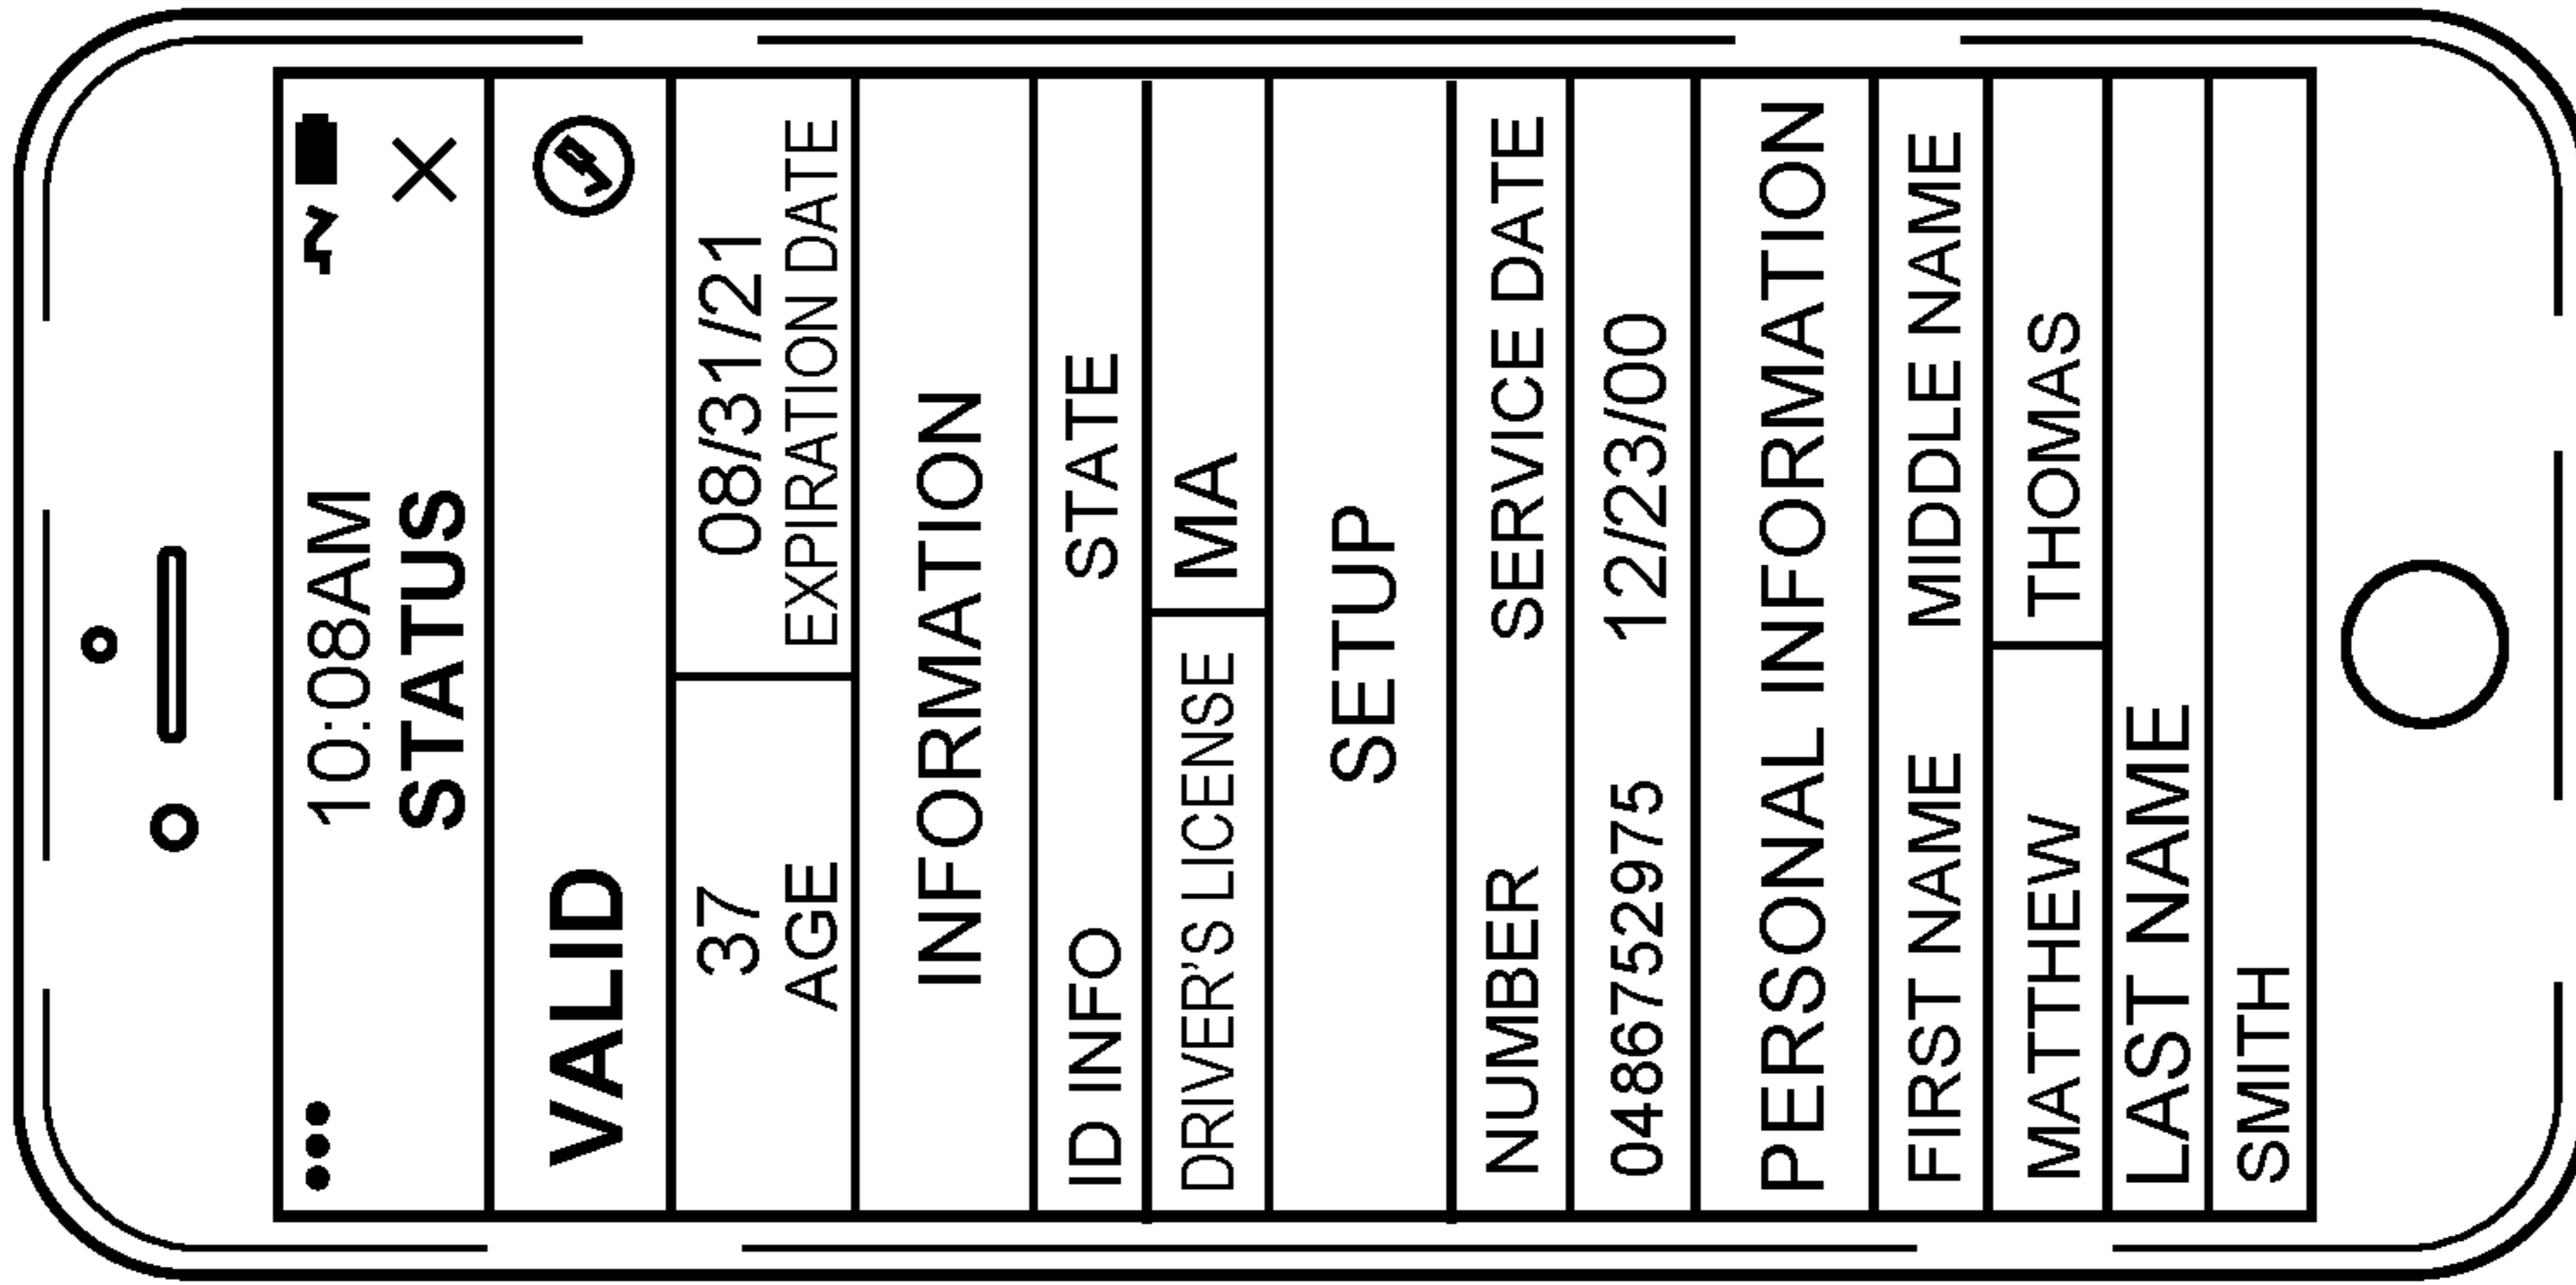 10:08AM
STATUS
VALID
37 08/31/21
AGE EXPIRATION DATE
INFORMATION
ID INFO STATE
DRIVER'S LICENSE MA
SETUP
NUMBER SERVICE DATE
04867752975 12/23/00
PERSONAL INFORMATION
FIRST NAME MIDDLE NAME
MATTHEW THOMAS
LAST NAME
SMITH